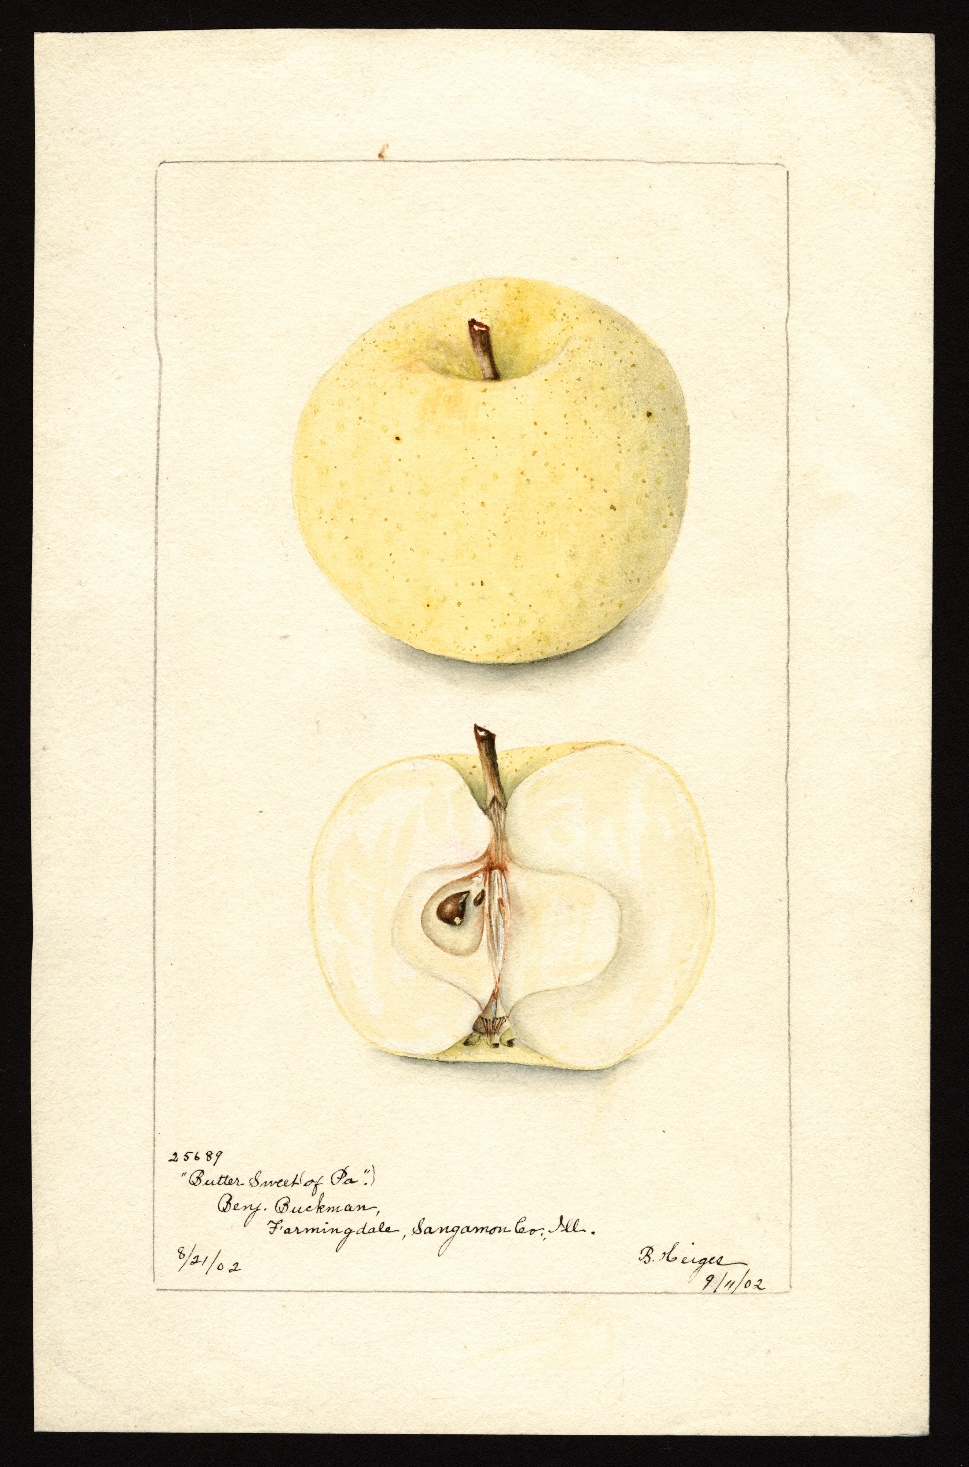 25689
"Butter Sweet (of Pa".)
Benj. Buckman,
Farmingdale, Sangamon Co., Ill.
8/21/02
B. Heiges
9/11/02